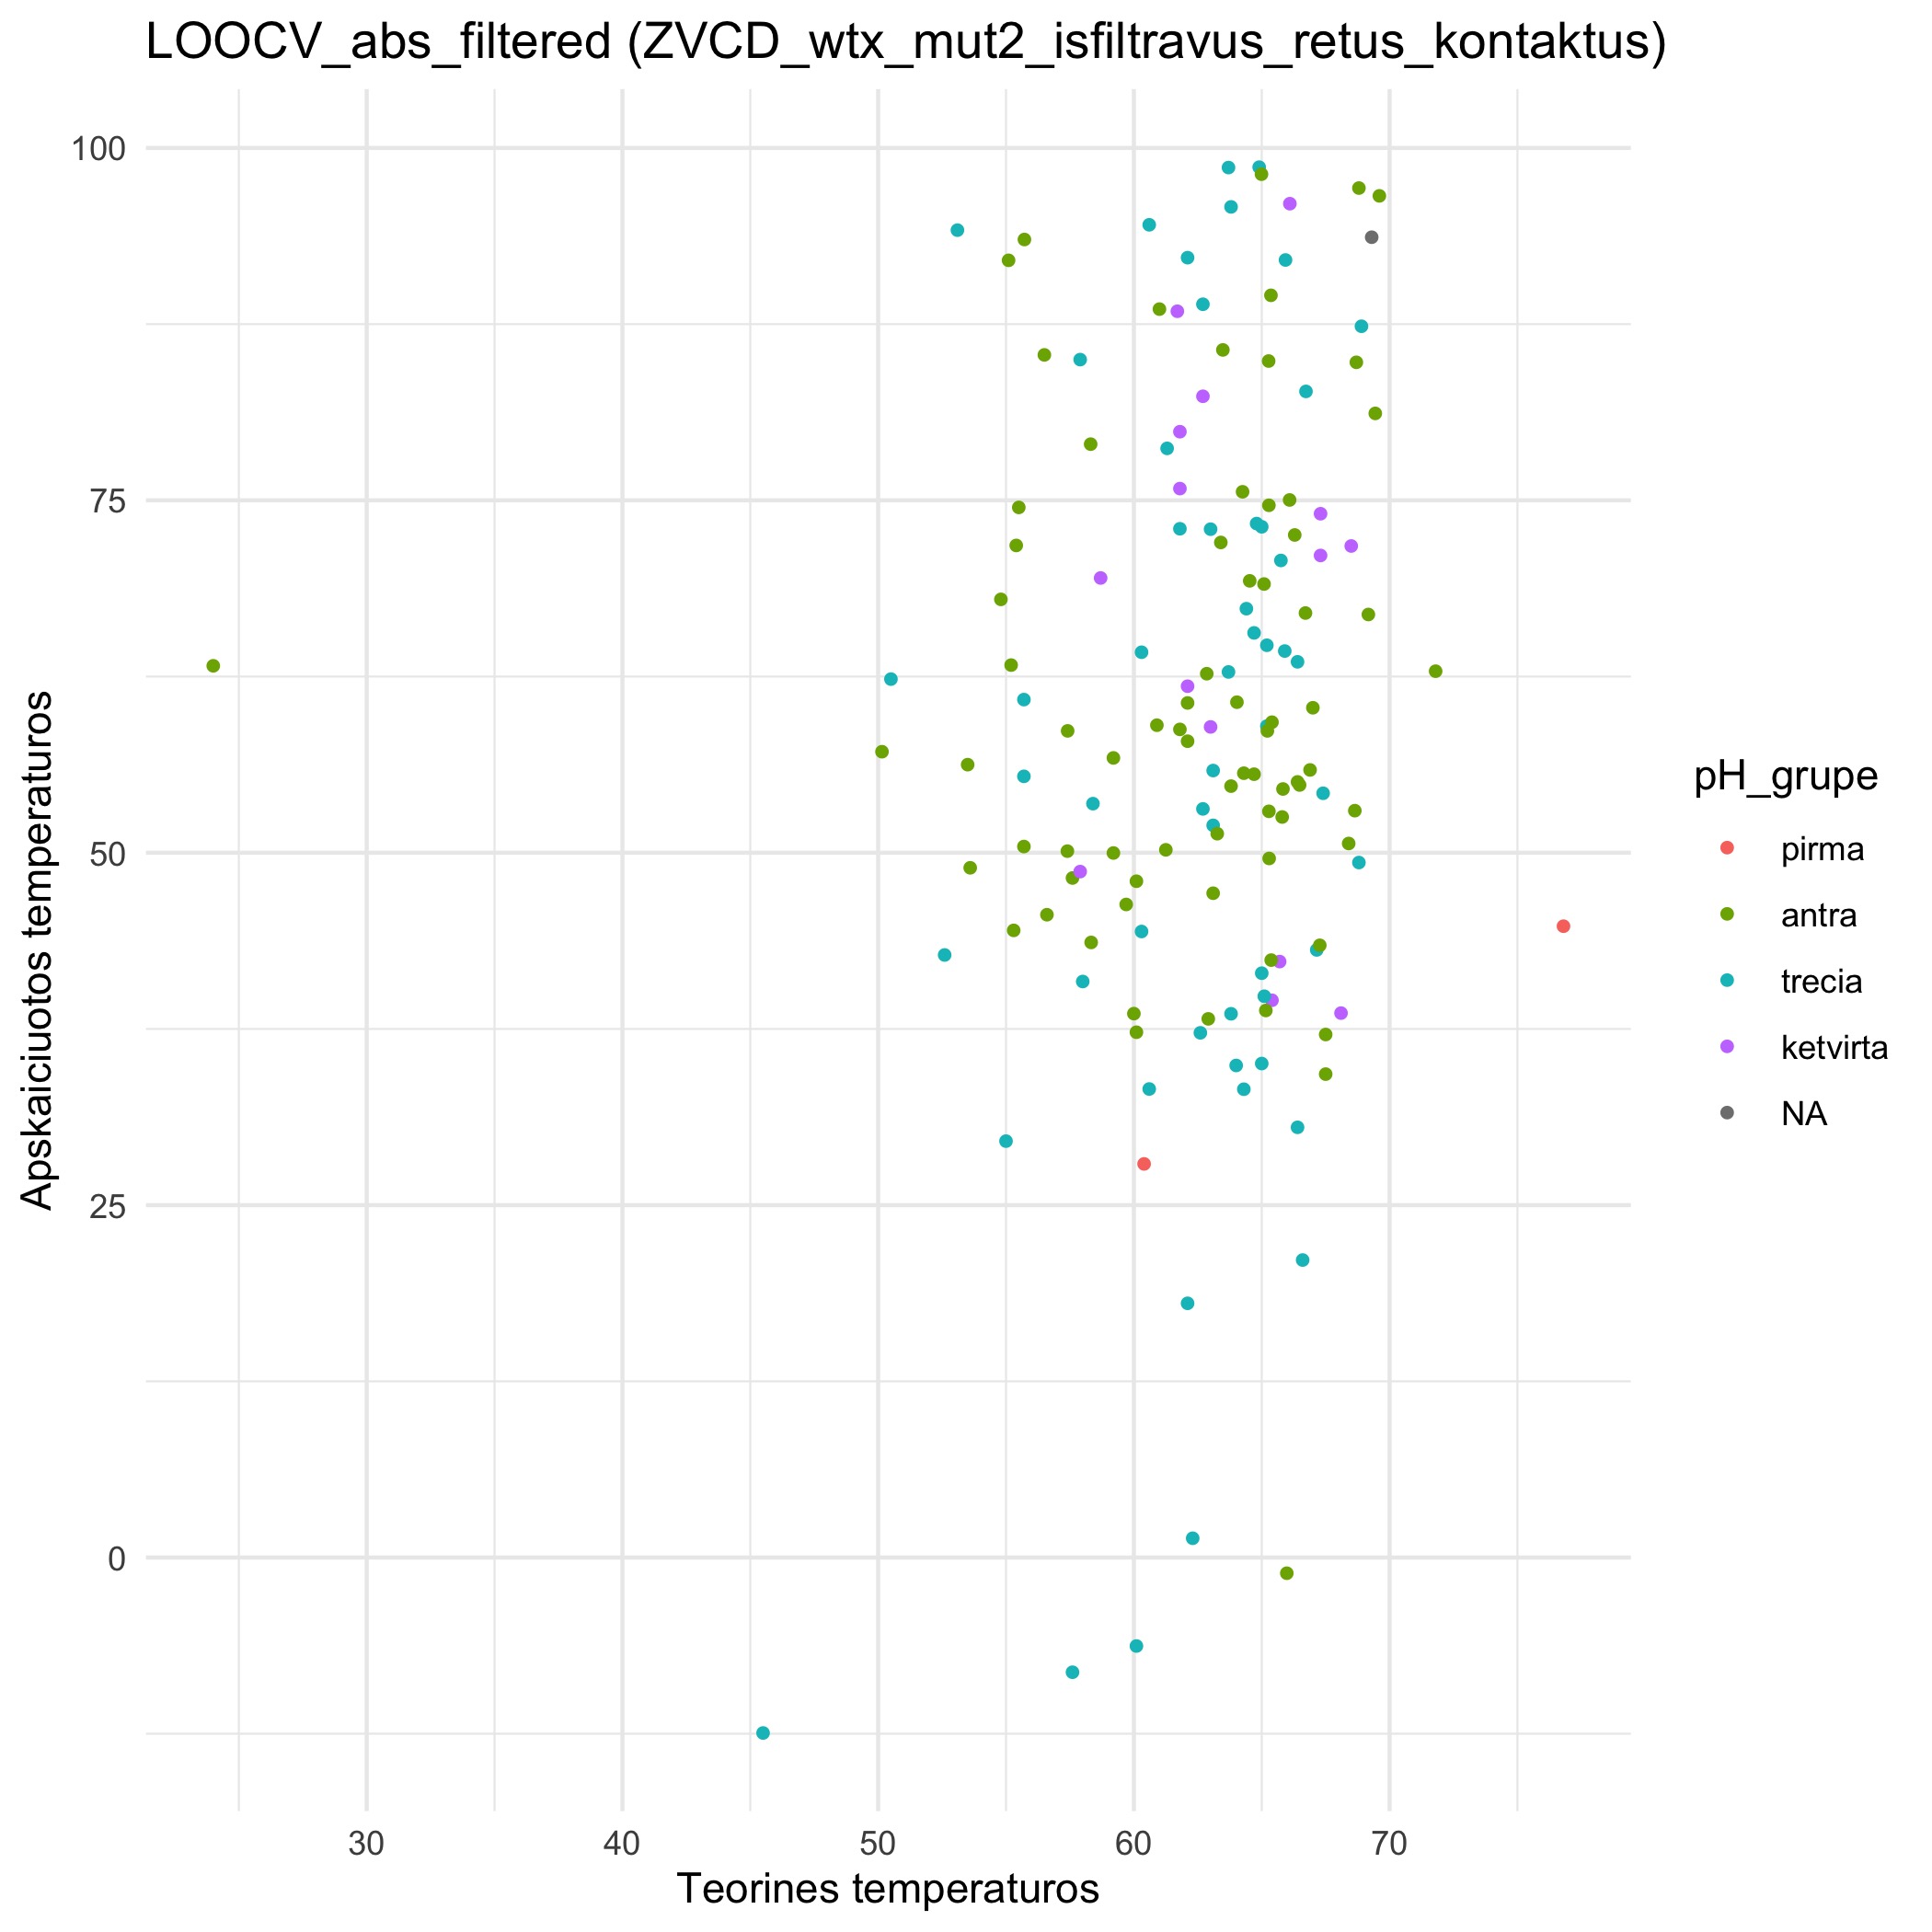 LOOCV_abs_filtered (ZVCD_wtx_mut2_isfiltravus_retus_kontaktus)
100
75
50
25
0
Apskaiciuotos temperaturos
30 40 50 60 70
Teorines temperaturos
pH_grupe
pirma
antra
trecia
ketvirta
NA